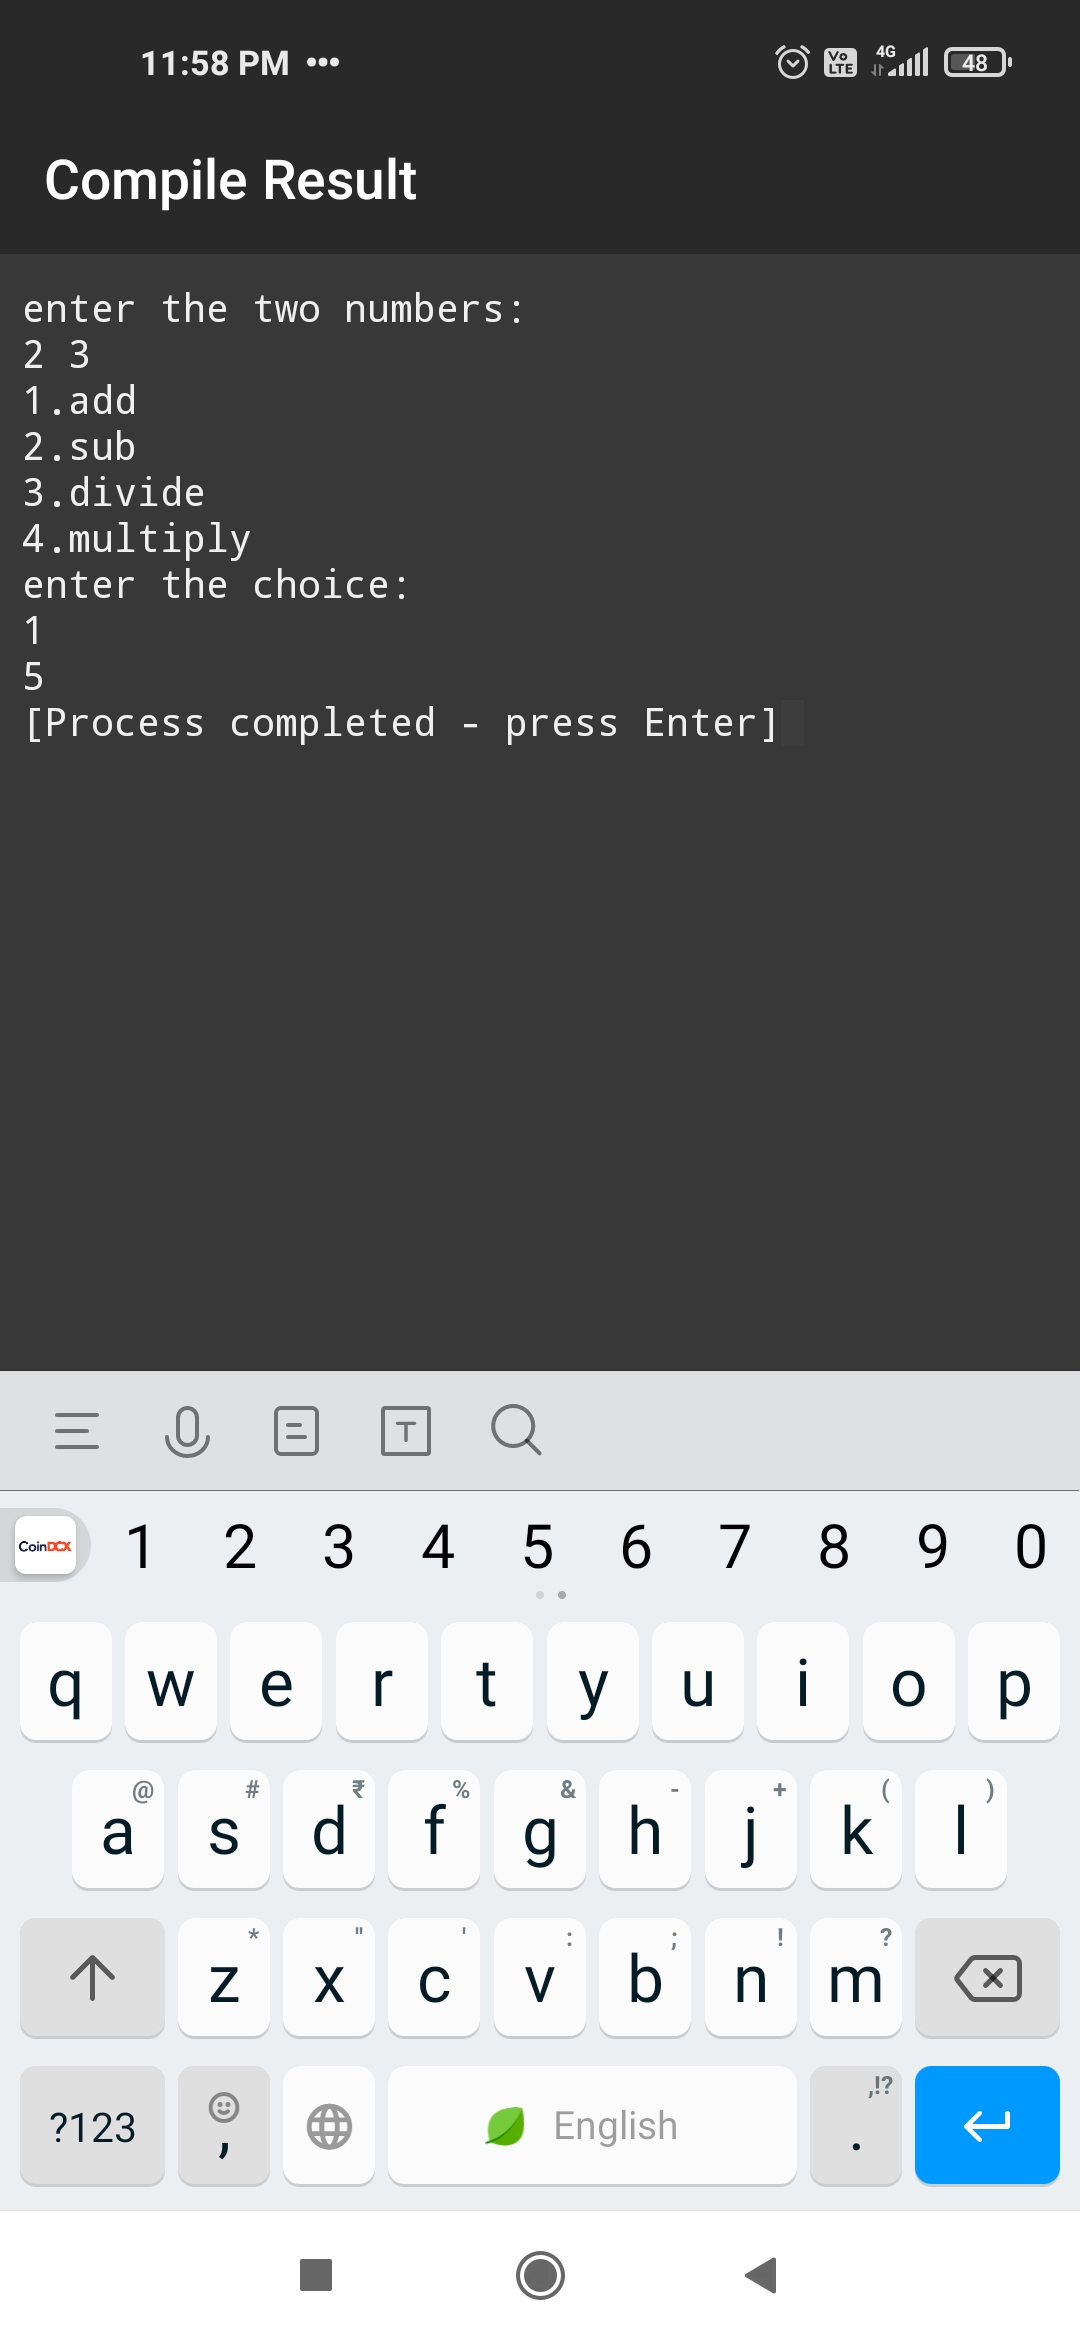 11:58 PM •••
Vo LTE 4G 48
Compile Result
enter the two numbers:
2 3
1.add
2.sub
3.divide
4.multiply
enter the choice:
1
5
[Process completed - press Enter]
T
CoinDCX 1 2 3 4 5 6 7 8 9 0
q w e r t y u i o p
@ # ₹ % & - + ( )
a s d f g h j k l
* " ' : ; ! ?
z x c v b n m
?123 , English . ,!?